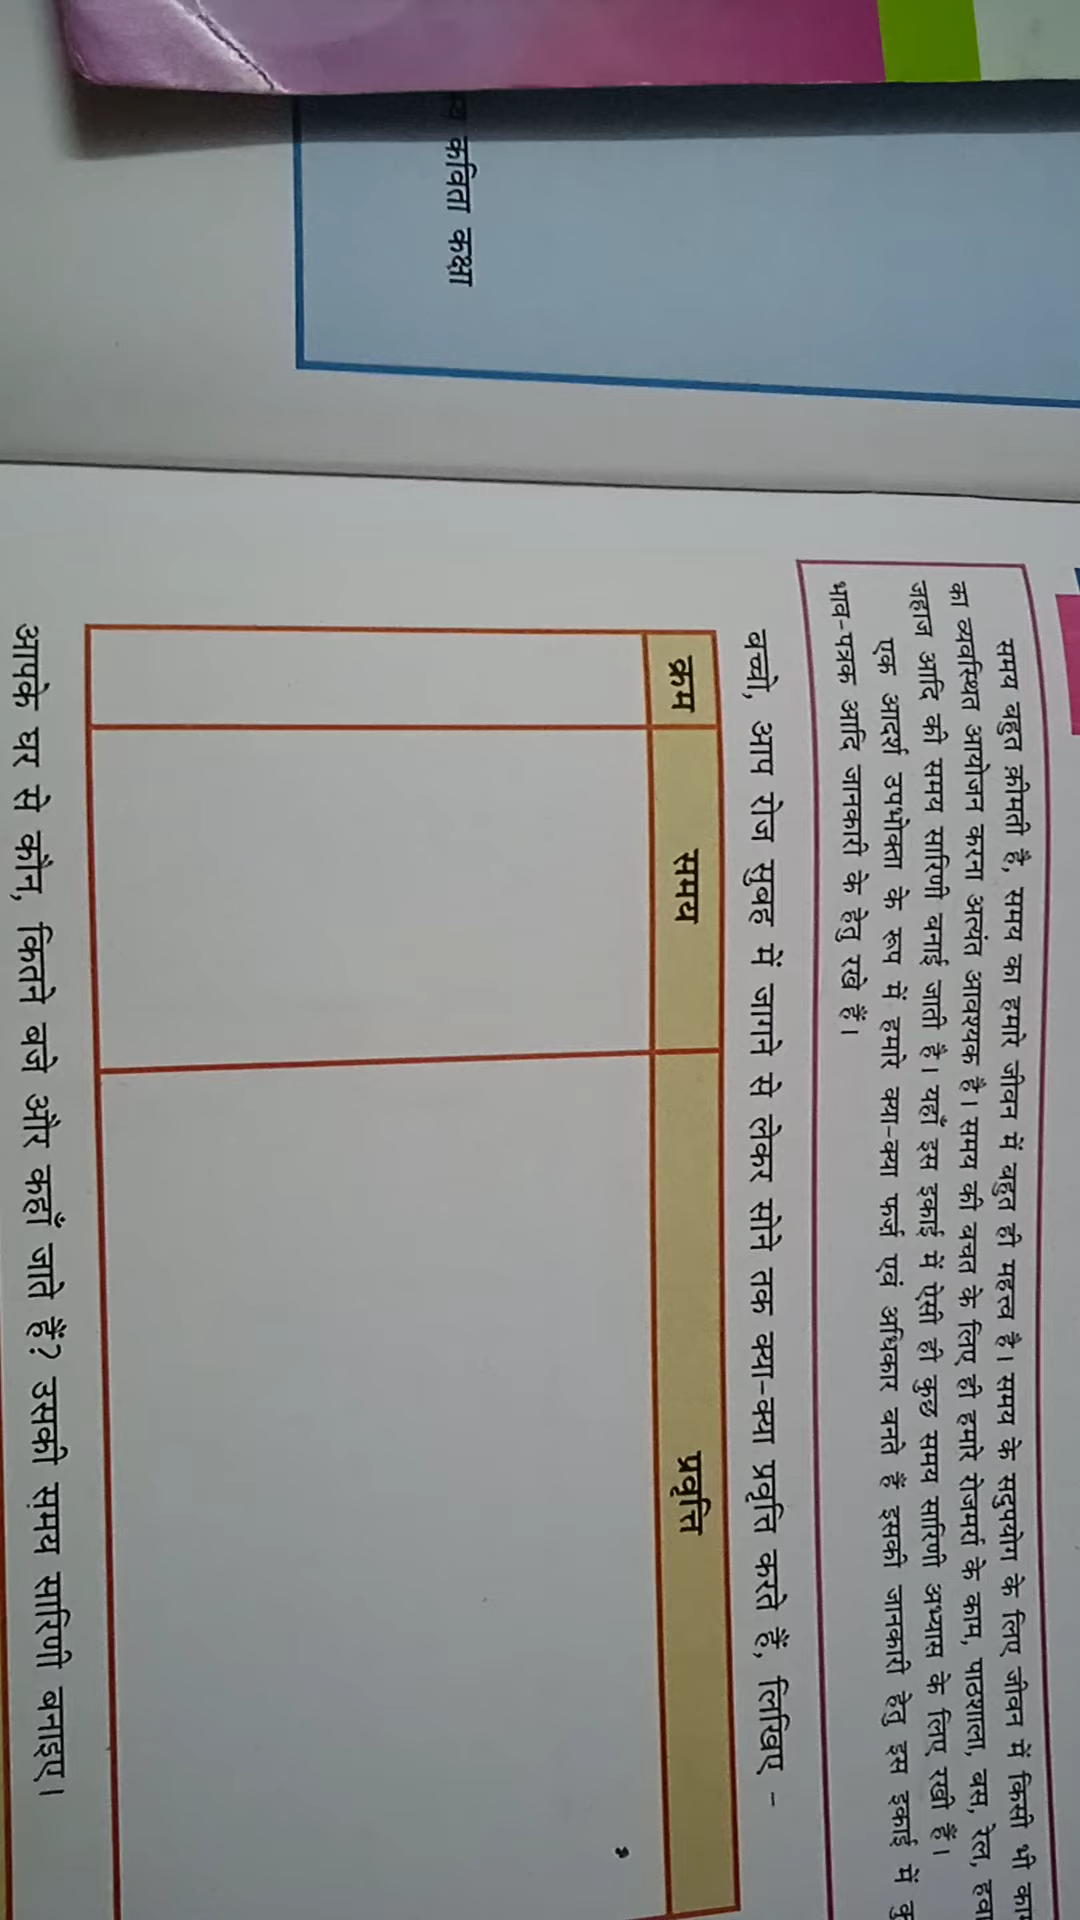 कविता कक्षा
समय बहुत क़ीमती है, समय का हमारे जीवन में बहुत ही महत्त्व है। समय के सदुपयोग के लिए जीवन में किसी भी
का व्यवस्थित आयोजन करना अत्यंत आवश्यक है। समय की बचत के लिए ही हमारे रोजमर्रा के काम, पाठशाला, बस, रेल,
जहाज आदि की समय सारिणी बनाई जाती है। यहाँ इस इकाई में ऐसी ही कुछ समय सारिणी अभ्यास के लिए रखी हैं।
एक आदर्श उपभोक्ता के रूप में हमारे क्या-क्या फर्ज एवं अधिकार बनते हैं इसकी जानकारी हेतु इस इकाई में
भाव-पत्रक आदि जानकारी के हेतु रखे हैं।
बच्चो, आप रोज सुबह में जागने से लेकर सोने तक क्या-क्या प्रवृत्ति करते हैं, लिखिए -
क्रम समय प्रवृत्ति
आपके घर से कौन, कितने बजे और कहाँ जाते हैं? उसकी समय सारिणी बनाइए।